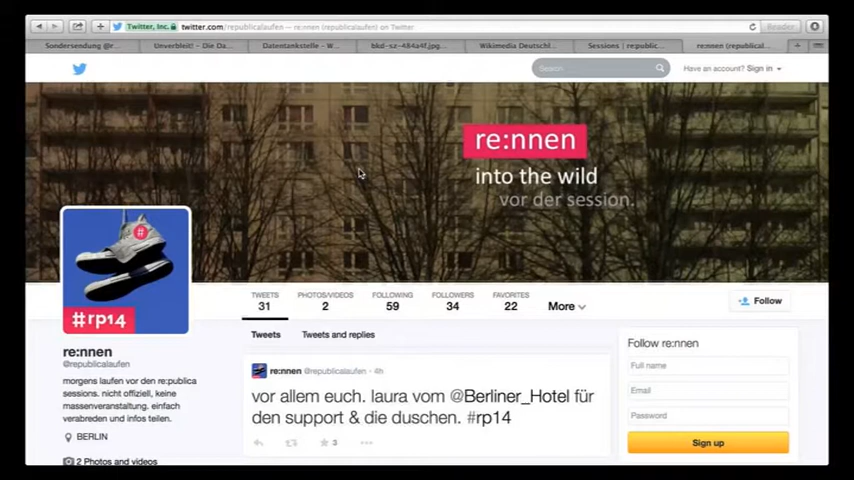 Twitter, Inc. twitter.com/republicalaufen — re:nnen (republicalaufen) on Twitter
Reader
Sondersendung @r... Unverbleit! – Die Da... Datentankstelle – W... bkd-sz-484a4f.jpg... Wikimedia Deutschl... Sessions | re:public... re:nnen (republical...
Search
Have an account? Sign in
re:nnen
into the wild
vor der session.
#
#rp14
TWEETS PHOTOS/VIDEOS FOLLOWING FOLLOWERS FAVORITES
31 2 59 34 22 More
Follow
Tweets Tweets and replies
re:nnen
@republicalaufen
morgens laufen vor den re:publica
sessions. nicht offiziell, keine
massenveranstaltung. einfach
verabreden und infos teilen.
BERLIN
2 Photos and videos
re:nnen @republicalaufen · 4h
vor allem euch. laura vom @Berliner_Hotel für
den support & die duschen. #rp14
3
Follow re:nnen
Full name
Email
Password
Sign up